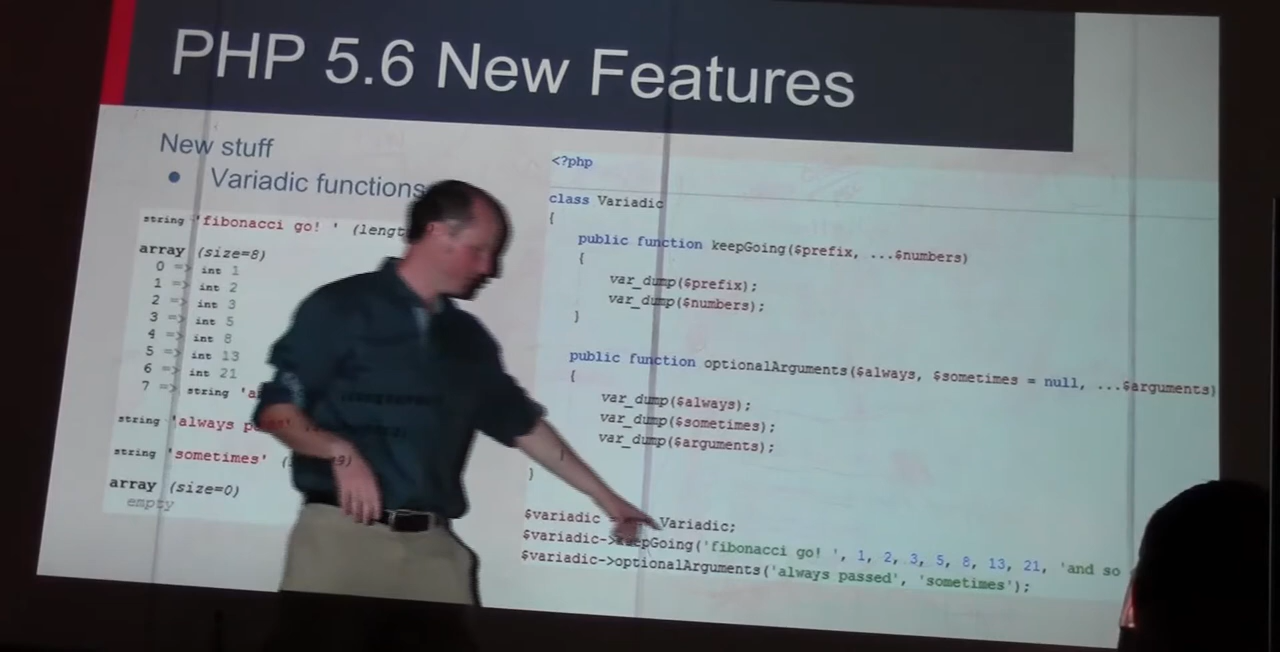 PHP 5.6 New Features
New stuff
• Variadic functions
string 'fibonacci go! ' (lengt
array (size=8)
0 => int 1
1 => int 2
2 => int 3
3 => int 5
4 => int 8
5 => int 13
6 => int 21
7 => string 'a
string 'always p
string 'sometimes' ( 9)
array (size=0)
empty
<?php
class Variadic
{
public function keepGoing($prefix, ...$numbers)
{
var_dump($prefix);
var_dump($numbers);
}
public function optionalArguments($always, $sometimes = null, ...$arguments)
{
var_dump($always);
var_dump($sometimes);
var_dump($arguments);
}
}
$variadic = Variadic;
$variadic->keepGoing('fibonacci go! ', 1, 2, 3, 5, 8, 13, 21, 'and so
$variadic->optionalArguments('always passed', 'sometimes');